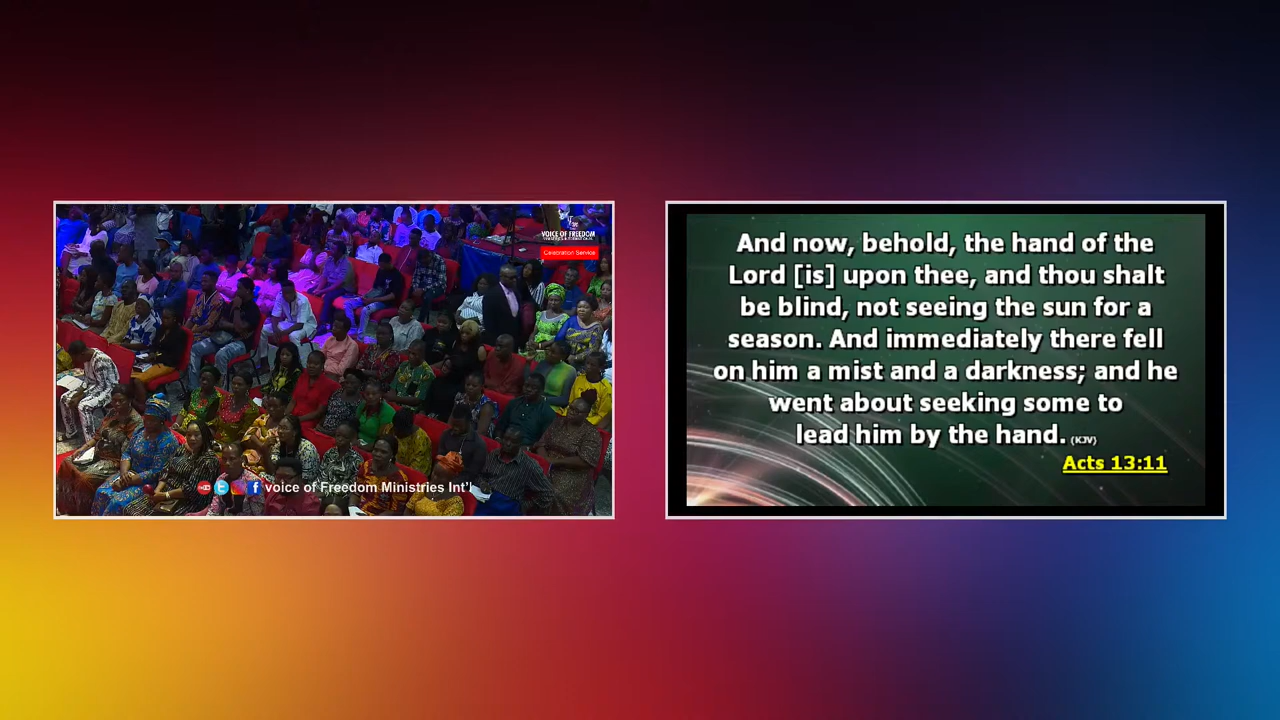 VOICE OF FREEDOM
Celebration Service
voice of Freedom Ministries Int'l
And now, behold, the hand of the
Lord [is] upon thee, and thou shalt
be blind, not seeing the sun for a
season. And immediately there fell
on him a mist and a darkness; and he
went about seeking some to
lead him by the hand. (KJV)
Acts 13:11